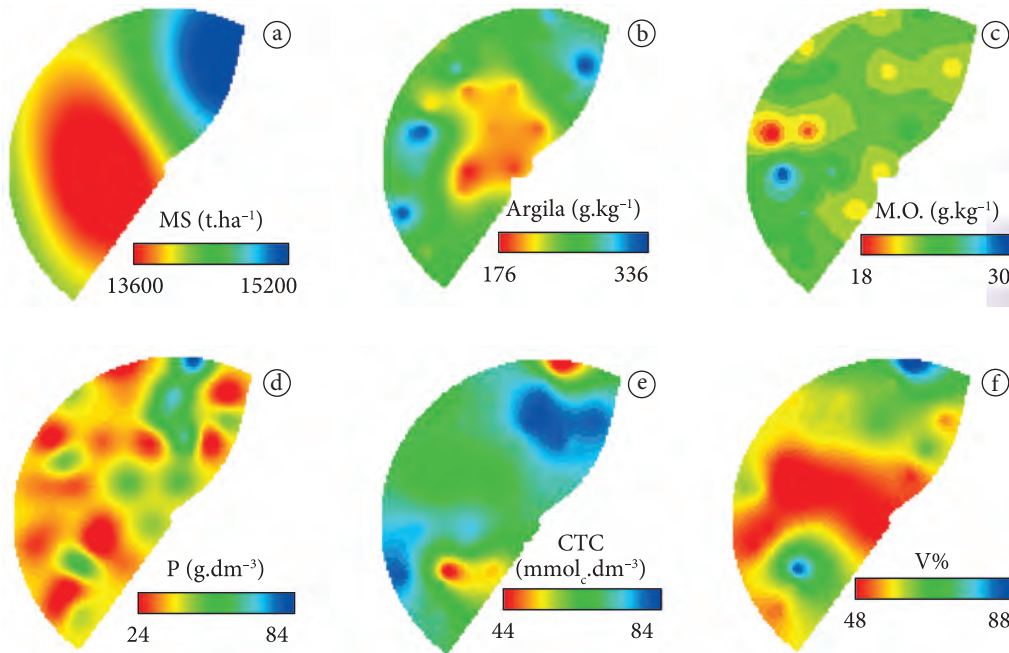 a
b
c
MS (t.ha⁻¹)
13600 15200
Argila (g.kg⁻¹)
176 336
M.O. (g.kg⁻¹)
18 30
d
e
f
P (g.dm⁻³)
24 84
CTC
(mmol꜀.dm⁻³)
44 84
V%
48 88